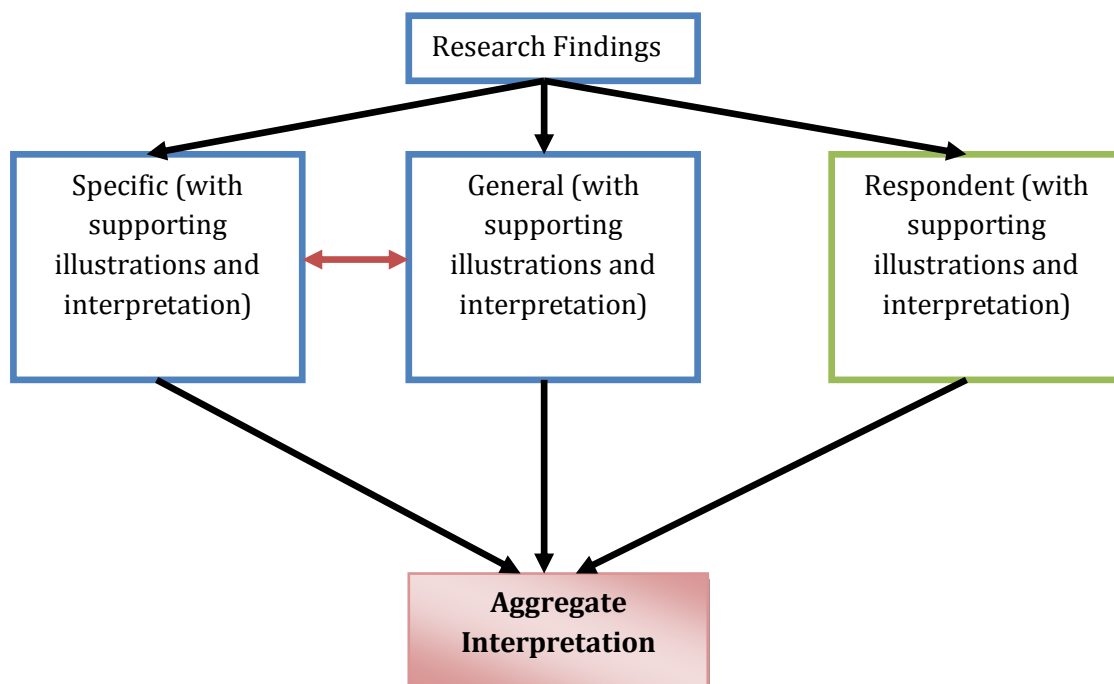 Research Findings
Specific (with
supporting
illustrations and
interpretation)
General (with
supporting
illustrations and
interpretation)
Respondent (with
supporting
illustrations and
interpretation)
Aggregate
Interpretation